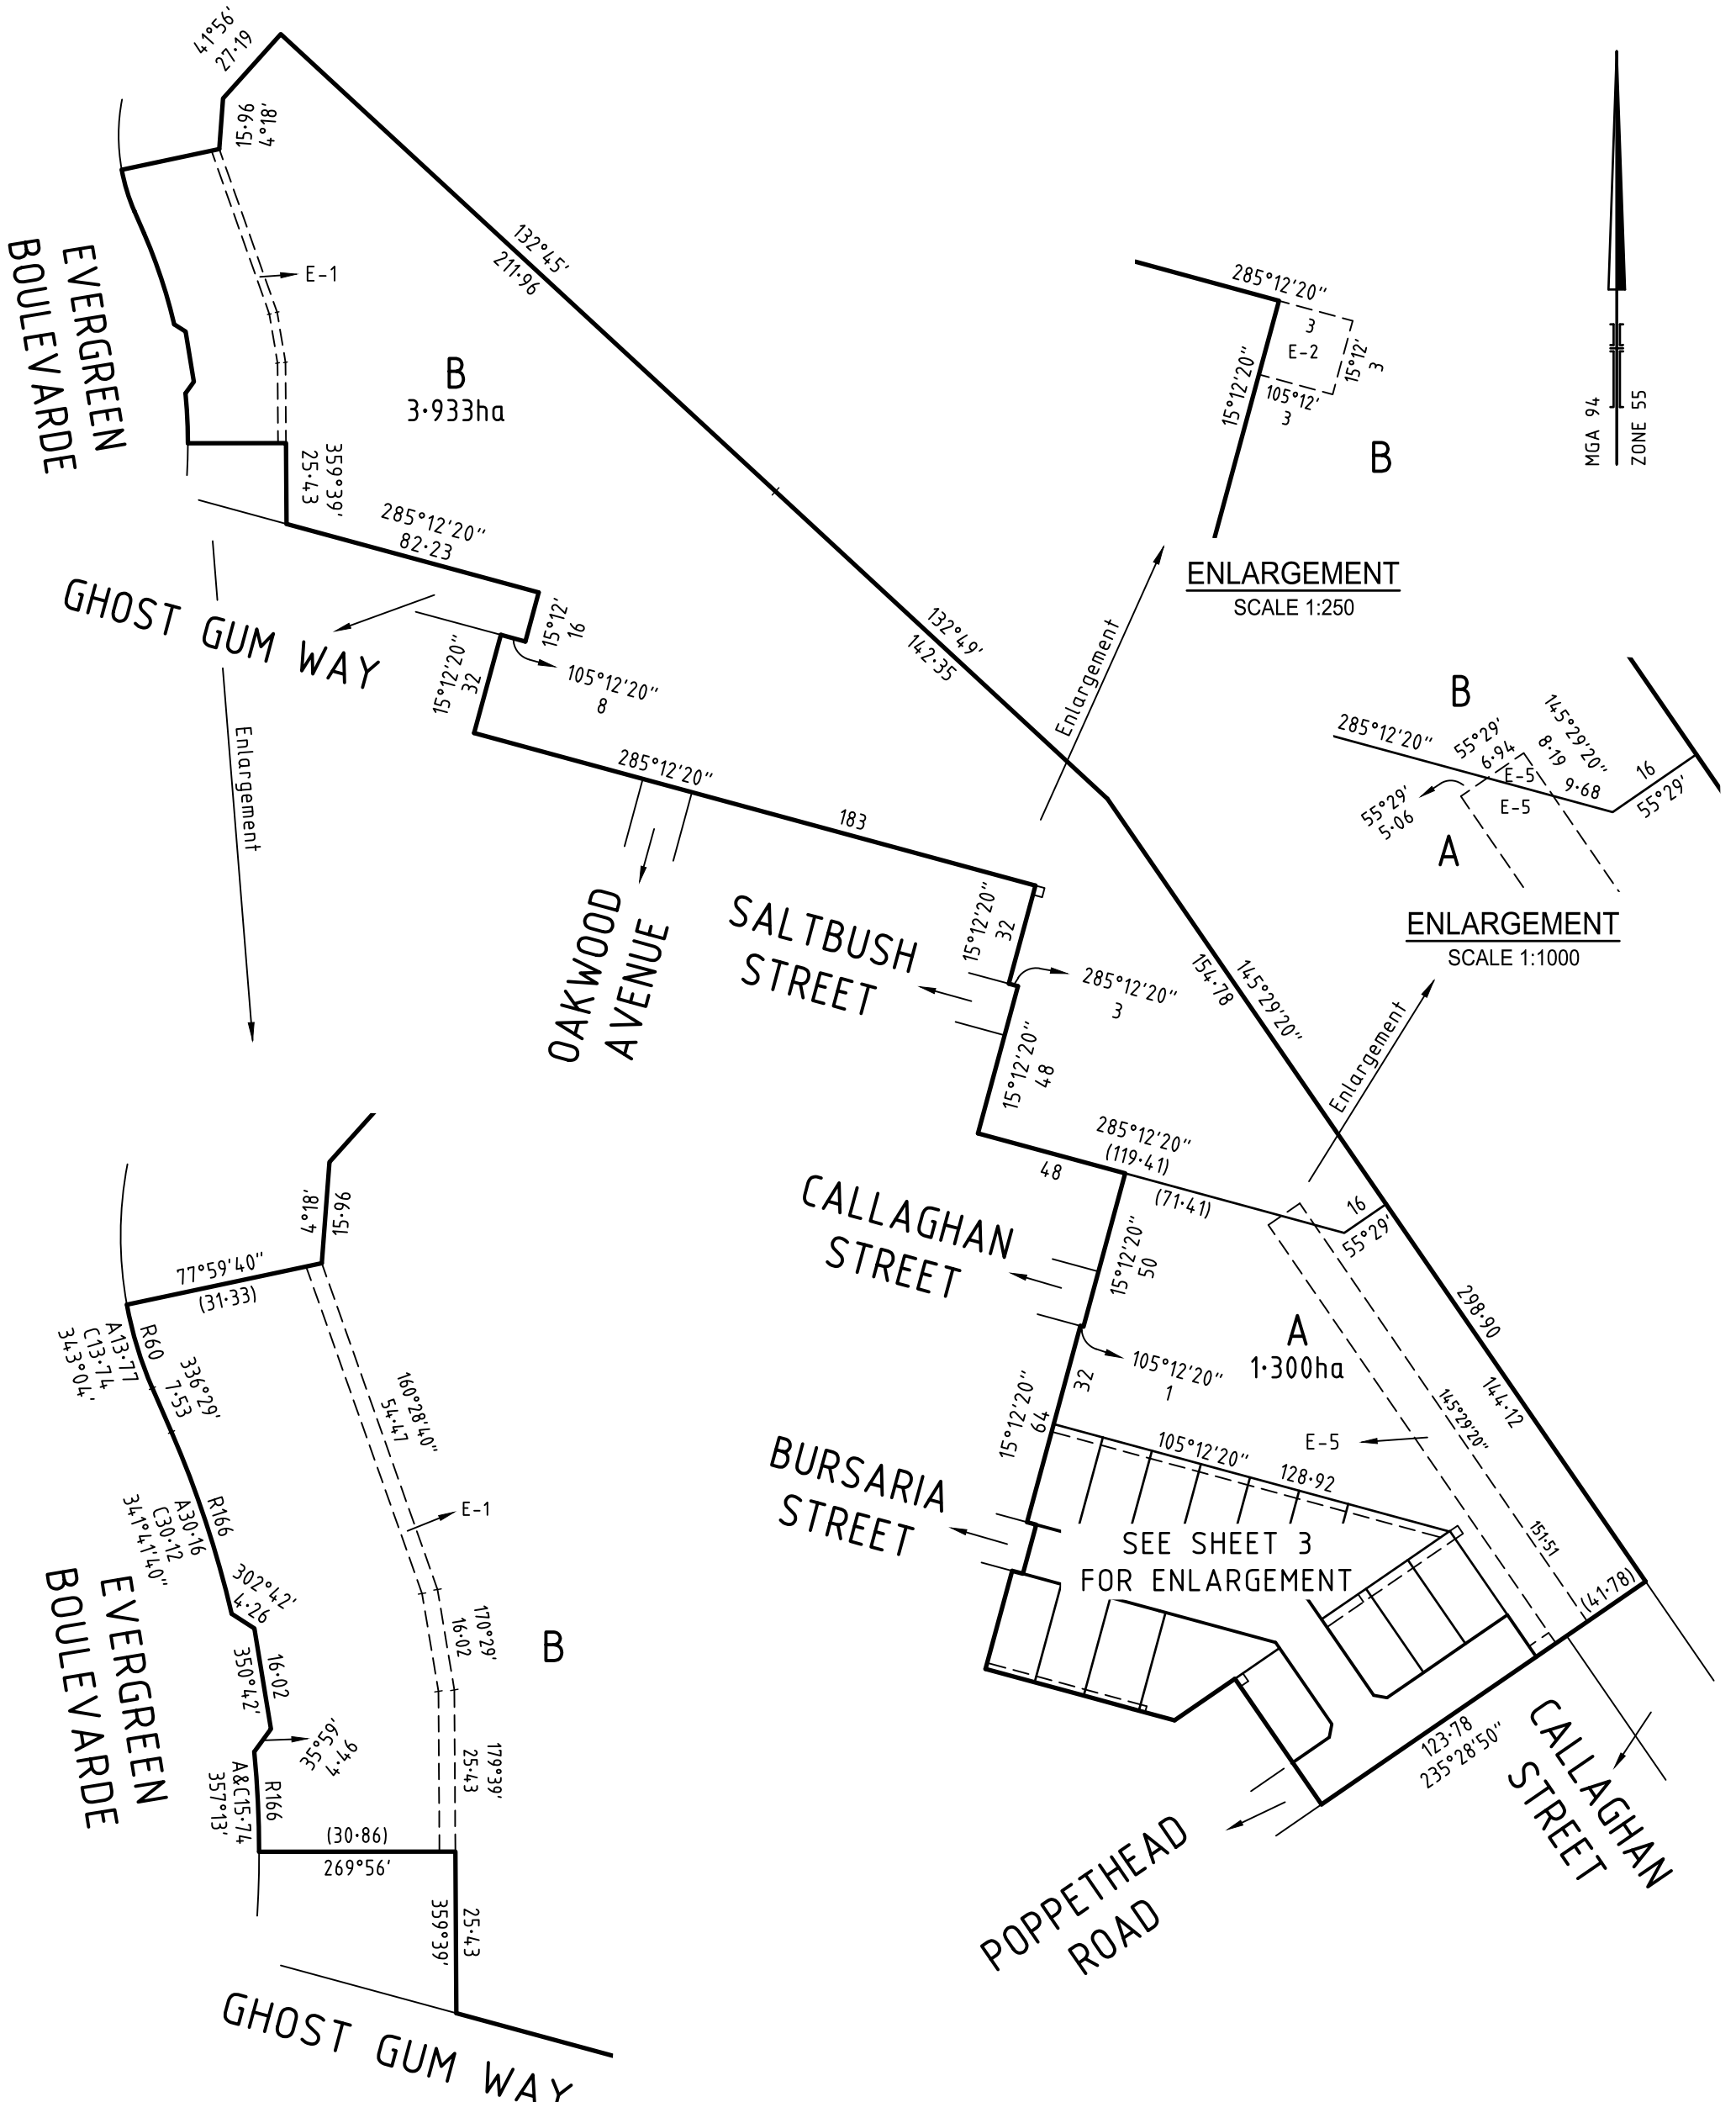 41°56'
27·19
15·96
4°18'
EVERGREEN
BOULEVARDE
E-1
132°45'
211·96
B
3·933ha
359°39'
25·43
285°12'20"
82·23
GHOST GUM WAY
15°12'
16
15°12'20"
32
105°12'20"
8
Enlargement
285°12'20"
183
132°49'
142·35
Enlargement
285°12'20"
3
E-2
15°12'
3
105°12'
3
15°12'20"
B
ENLARGEMENT
SCALE 1:250
MGA 94
ZONE 55
B
285°12'20"
55°29'
6·94
145°29'20"
8·19
9·68
16
55°29'
E-5
E-5
55°29'
5·06
A
ENLARGEMENT
SCALE 1:1000
Enlargement
OAKWOOD
AVENUE
SALTBUSH
STREET
15°12'20"
32
285°12'20"
3
15°12'20"
48
145°29'20"
154·78
285°12'20"
(119·41)
48
(71·41)
16
55°29'
CALLAGHAN
STREET
15°12'20"
50
A
1·300ha
105°12'20"
1
32
15°12'20"
64
298·90
144·12
145°29'20"
151·51
E-5
105°12'20"
128·92
BURSARIA
STREET
SEE SHEET 3
FOR ENLARGEMENT
(41·78)
123·78
235°28'50"
CALLAGHAN
STREET
POPPETHEAD
ROAD
4°18'
15·96
77°59'40"
(31·33)
R60
A13·77
C13·74
343°04'
336°29'
7·53
160°28'40"
54·47
R166
A30·16
C30·12
341°41'40"
E-1
302°42'
4·26
170°29'
16·02
B
16·02
350°42'
35°59'
4·46
EVERGREEN
BOULEVARDE
R166
A&C15·74
357°13'
179°39'
25·43
(30·86)
269°56'
25·43
359°39'
GHOST GUM WAY